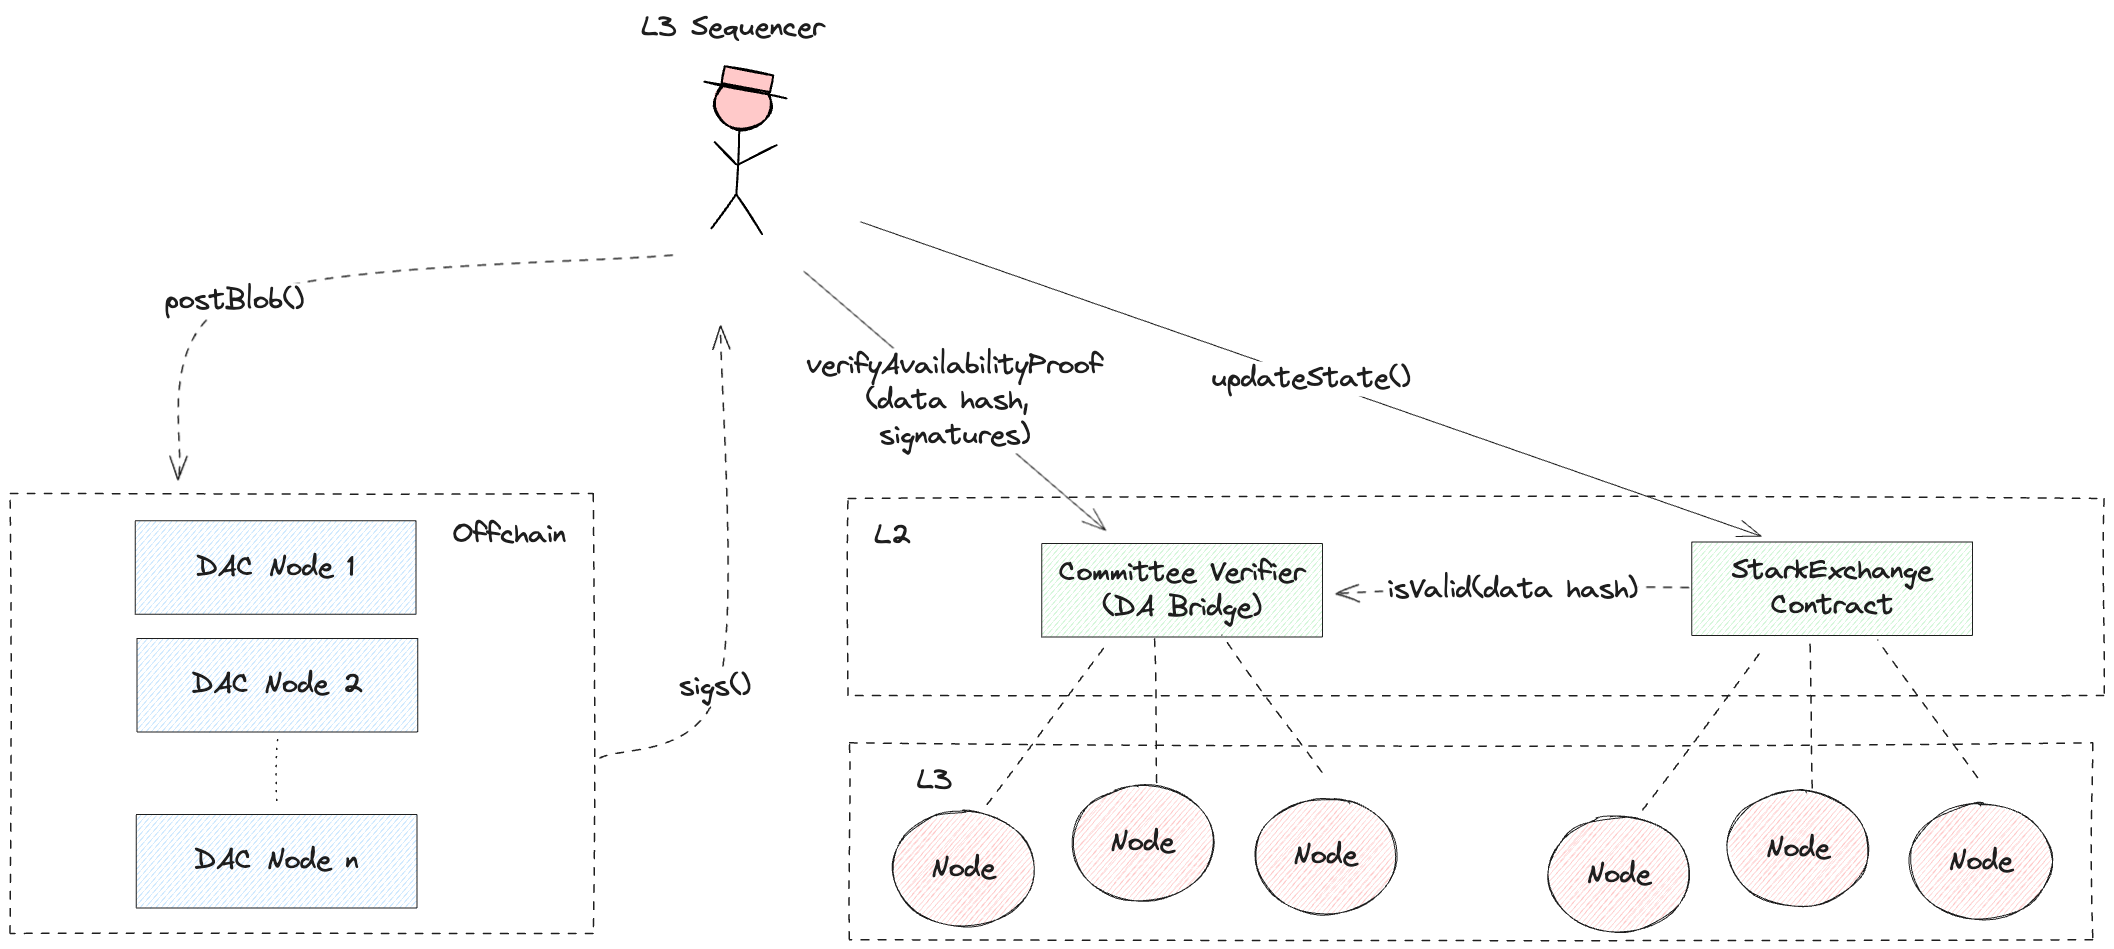 L3 Sequencer
postBlob()
verifyAvailabilityProof
(data hash,
signatures)
updateState()
Offchain
DAC Node 1
DAC Node 2
DAC Node n
sigs()
L2
Committee Verifier
(DA Bridge)
isValid(data hash)
StarkExchange
Contract
L3
Node
Node
Node
Node
Node
Node